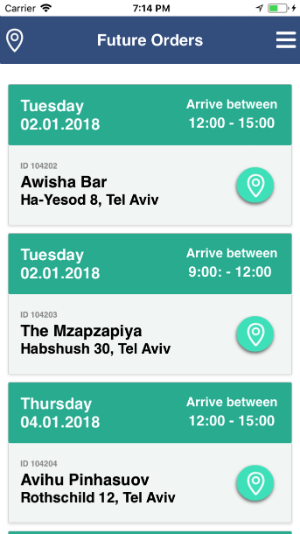 Carrier 7:14 PM
Future Orders
Tuesday
02.01.2018
Arrive between
12:00 - 15:00
ID 104202
Awisha Bar
Ha-Yesod 8, Tel Aviv
Tuesday
02.01.2018
Arrive between
9:00: - 12:00
ID 104203
The Mzapzapiya
Habshush 30, Tel Aviv
Thursday
04.01.2018
Arrive between
12:00 - 15:00
ID 104204
Avihu Pinhasuov
Rothschild 12, Tel Aviv